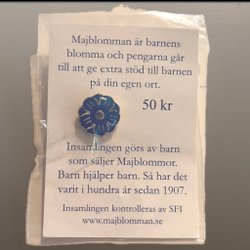 Majblomman är barnens
blomma och pengarna går
till att ge extra stöd till barnen
på din egen ort.
50 kr
Insamlingen görs av barn
som säljer Majblommor.
Barn hjälper barn. Så har det
varit i hundra år sedan 1907.
Insamlingen kontrolleras av SFI
www.majblomman.se